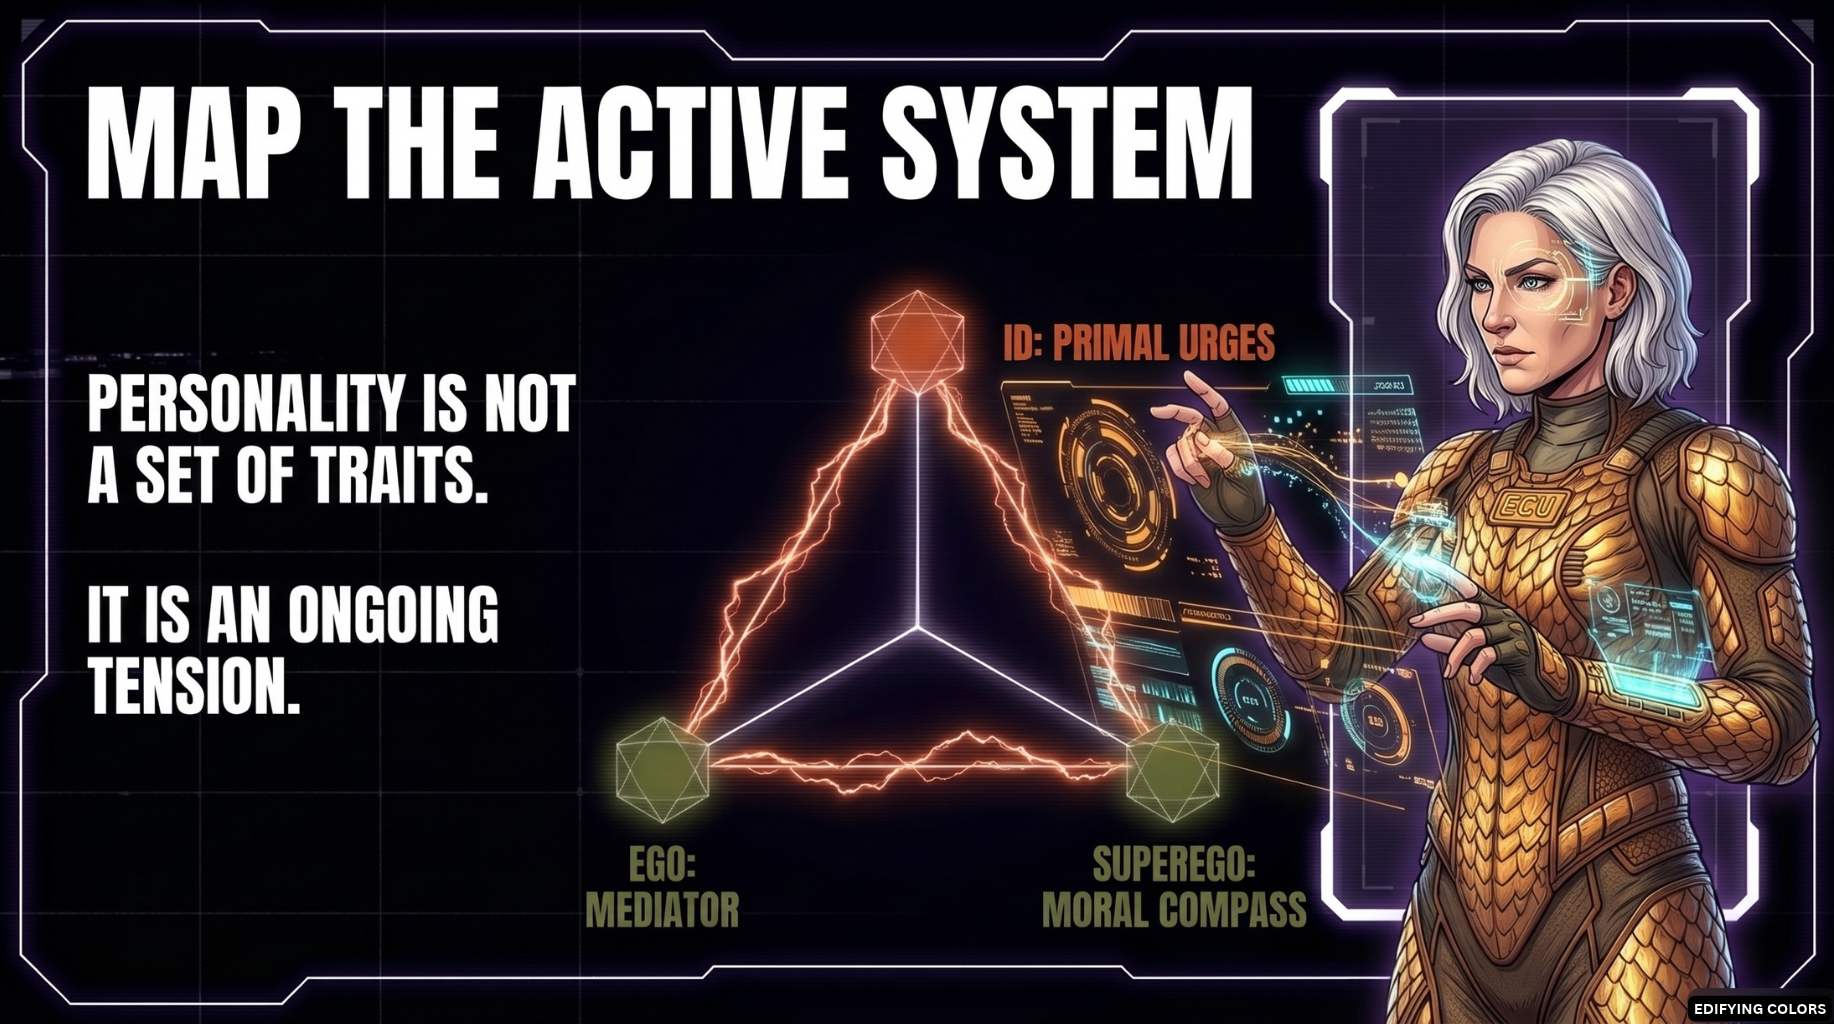 MAP THE ACTIVE SYSTEM
PERSONALITY IS NOT
A SET OF TRAITS.
IT IS AN ONGOING
TENSION.
ID: PRIMAL URGES
EGO:
MEDIATOR
SUPEREGO:
MORAL COMPASS
ECU
EDIFYING COLORS